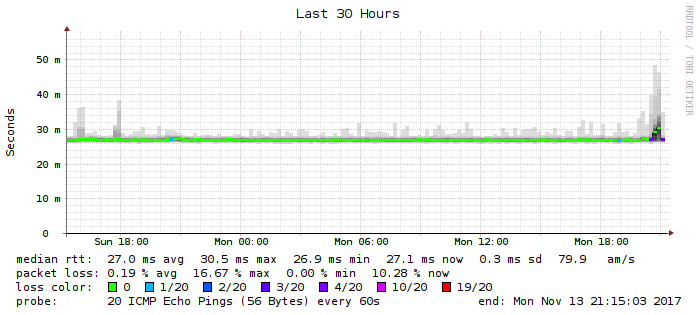 Last 30 Hours
RRDTOOL / TOBI OETIKER
Seconds
50 m
40 m
30 m
20 m
10 m
0
Sun 18:00 Mon 00:00 Mon 06:00 Mon 12:00 Mon 18:00
median rtt: 27.0 ms avg 30.5 ms max 26.9 ms min 27.1 ms now 0.3 ms sd 79.9 am/s
packet loss: 0.19 % avg 16.67 % max 0.00 % min 10.28 % now
loss color: 0 1/20 2/20 3/20 4/20 10/20 19/20
probe: 20 ICMP Echo Pings (56 Bytes) every 60s end: Mon Nov 13 21:15:03 2017